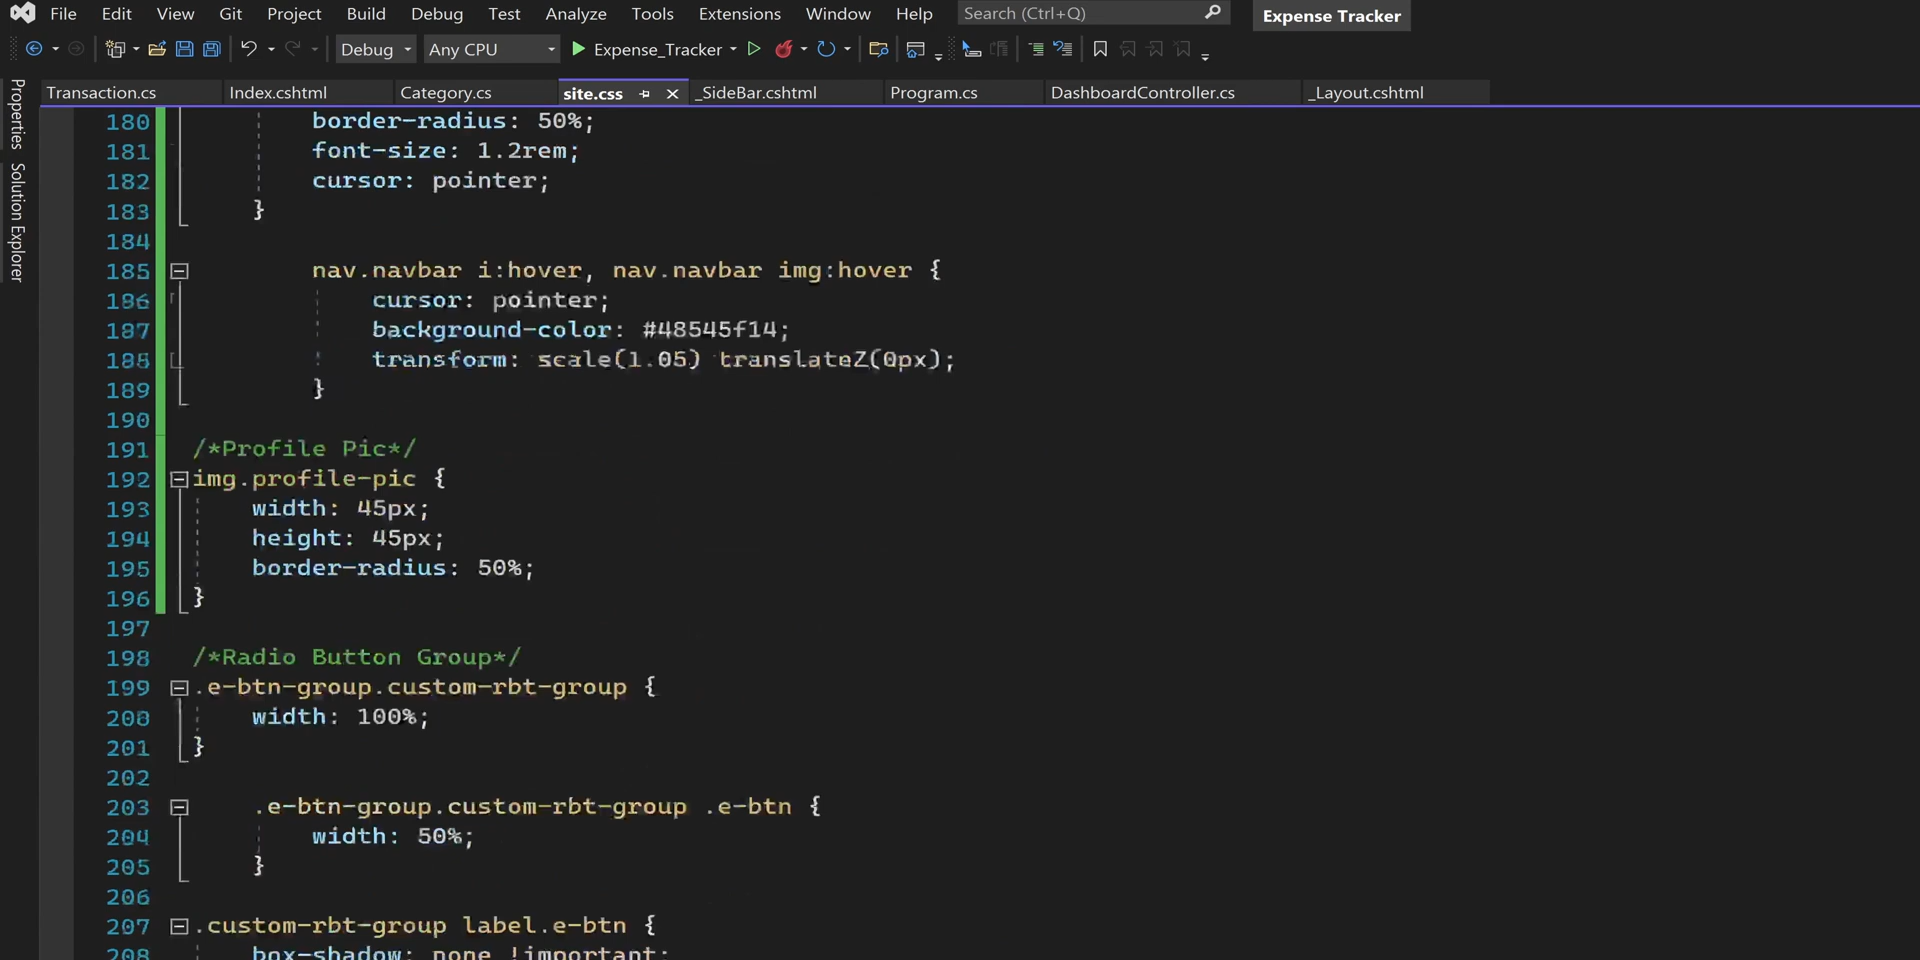 File Edit View Git Project Build Debug Test Analyze Tools Extensions Window Help Search (Ctrl+Q) Expense Tracker
Debug Any CPU Expense_Tracker
Transaction.cs Index.cshtml Category.cs site.css _SideBar.cshtml Program.cs DashboardController.cs _Layout.cshtml
Properties
Solution Explorer
180 border-radius: 50%;
181 font-size: 1.2rem;
182 cursor: pointer;
183 }
184
185 nav.navbar i:hover, nav.navbar img:hover {
186 cursor: pointer;
187 background-color: #48545f14;
188 transform: scale(1.05) translateZ(0px);
189 }
190
191 /*Profile Pic*/
192 img.profile-pic {
193 width: 45px;
194 height: 45px;
195 border-radius: 50%;
196 }
197
198 /*Radio Button Group*/
199 .e-btn-group.custom-rbt-group {
200 width: 100%;
201 }
202
203 .e-btn-group.custom-rbt-group .e-btn {
204 width: 50%;
205 }
206
207 .custom-rbt-group label.e-btn {
208 box-shadow: none !important;